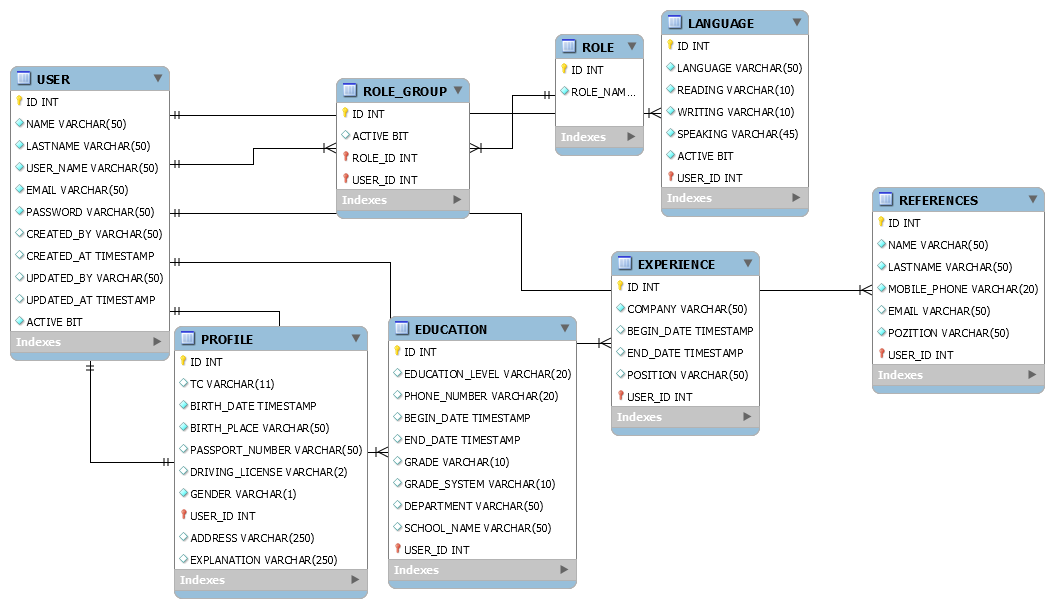 USER
ID INT
NAME VARCHAR(50)
LASTNAME VARCHAR(50)
USER_NAME VARCHAR(50)
EMAIL VARCHAR(50)
PASSWORD VARCHAR(50)
CREATED_BY VARCHAR(50)
CREATED_AT TIMESTAMP
UPDATED_BY VARCHAR(50)
UPDATED_AT TIMESTAMP
ACTIVE BIT
Indexes
ROLE_GROUP
ID INT
ACTIVE BIT
ROLE_ID INT
USER_ID INT
Indexes
ROLE
ID INT
ROLE_NAM...
Indexes
LANGUAGE
ID INT
LANGUAGE VARCHAR(50)
READING VARCHAR(10)
WRITING VARCHAR(10)
SPEAKING VARCHAR(45)
ACTIVE BIT
USER_ID INT
Indexes
REFERENCES
ID INT
NAME VARCHAR(50)
LASTNAME VARCHAR(50)
MOBILE_PHONE VARCHAR(20)
EMAIL VARCHAR(50)
POZITION VARCHAR(50)
USER_ID INT
Indexes
EXPERIENCE
ID INT
COMPANY VARCHAR(50)
BEGIN_DATE TIMESTAMP
END_DATE TIMESTAMP
POSITION VARCHAR(50)
USER_ID INT
Indexes
PROFILE
ID INT
TC VARCHAR(11)
BIRTH_DATE TIMESTAMP
BIRTH_PLACE VARCHAR(50)
PASSPORT_NUMBER VARCHAR(50)
DRIVING_LICENSE VARCHAR(2)
GENDER VARCHAR(1)
USER_ID INT
ADDRESS VARCHAR(250)
EXPLANATION VARCHAR(250)
Indexes
EDUCATION
ID INT
EDUCATION_LEVEL VARCHAR(20)
PHONE_NUMBER VARCHAR(20)
BEGIN_DATE TIMESTAMP
END_DATE TIMESTAMP
GRADE VARCHAR(10)
GRADE_SYSTEM VARCHAR(10)
DEPARTMENT VARCHAR(50)
SCHOOL_NAME VARCHAR(50)
USER_ID INT
Indexes